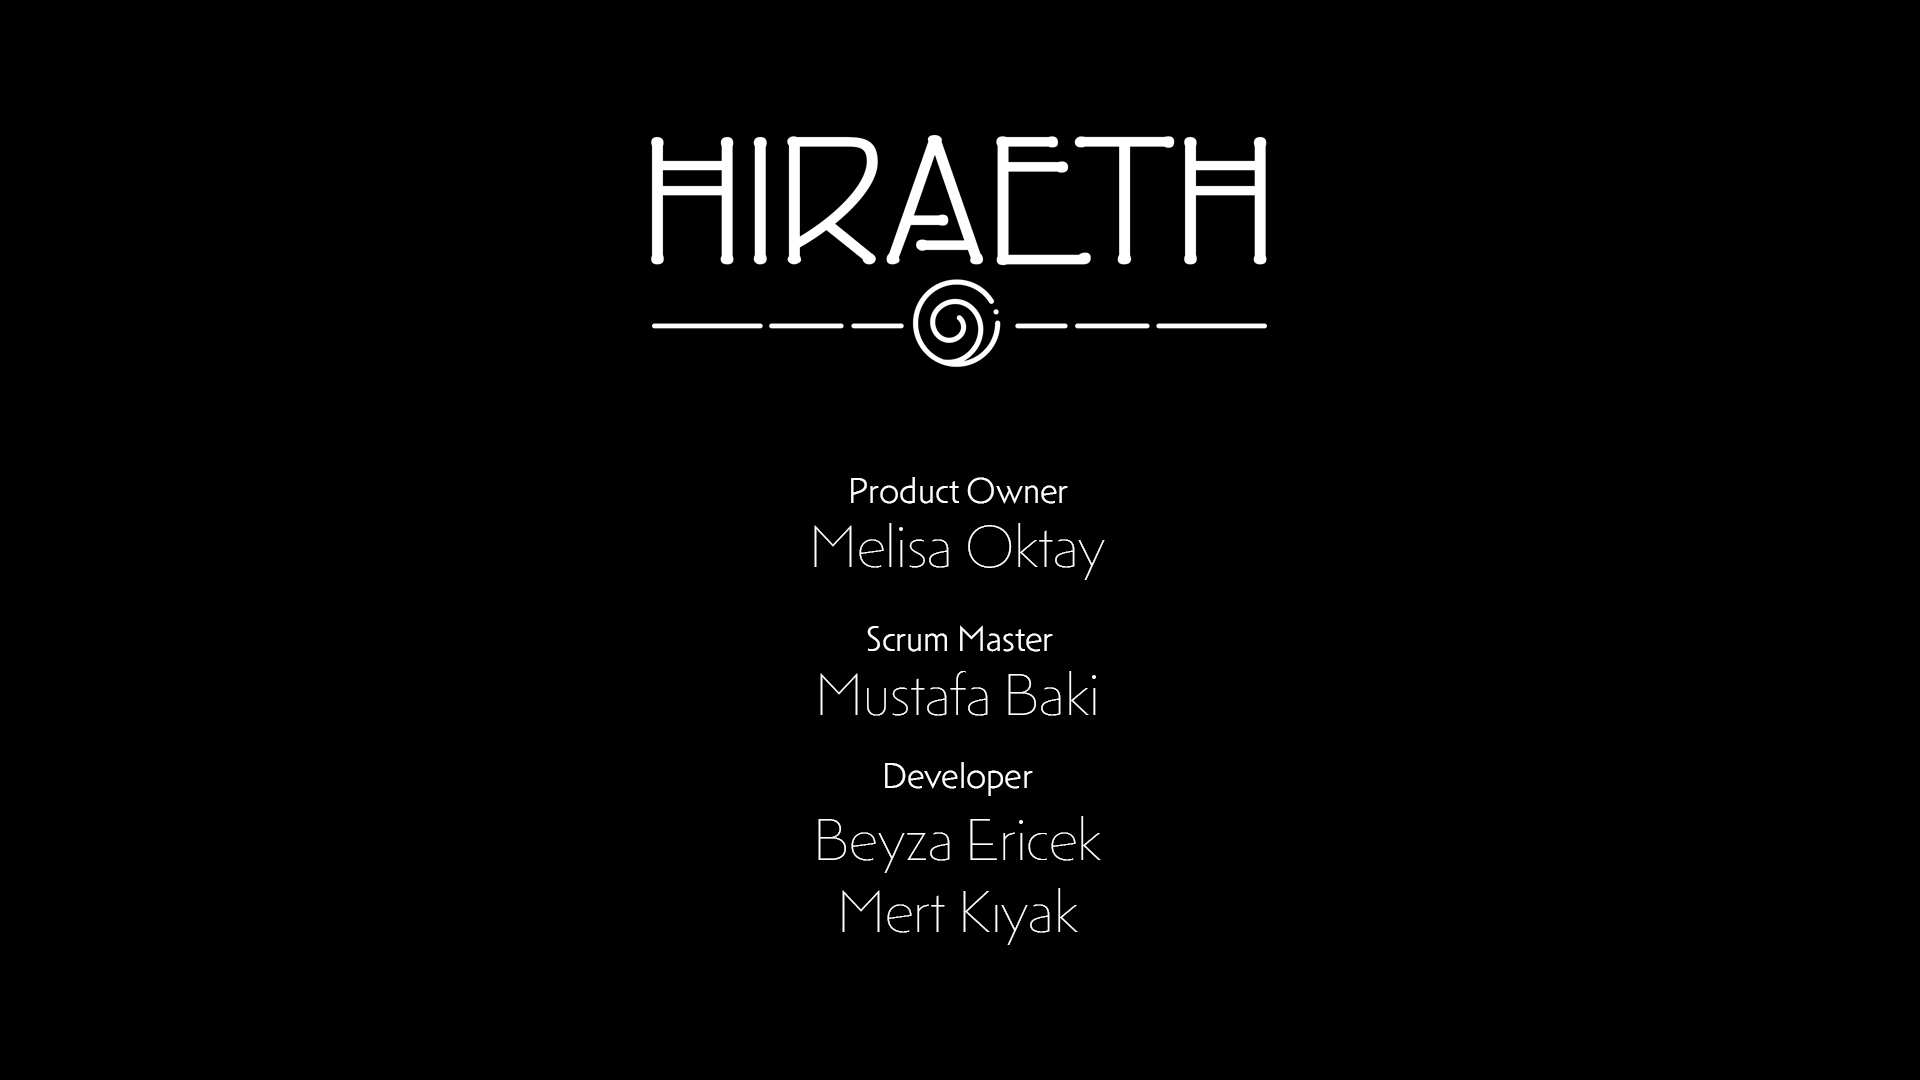 HIRAETH
Product Owner
Melisa Oktay
Scrum Master
Mustafa Baki
Developer
Beyza Ericek
Mert Kıyak